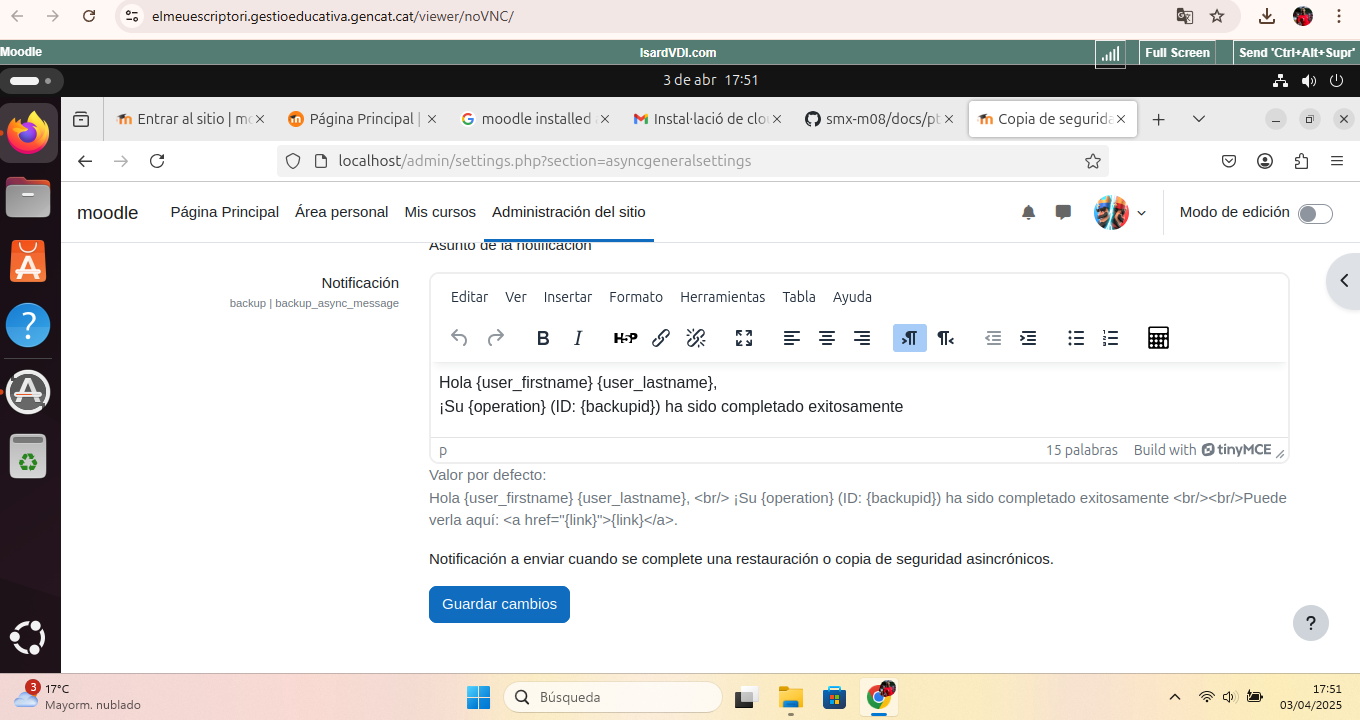 elmeuescriptori.gestioeducativa.gencat.cat/viewer/noVNC/
Moodle
IsardVDI.com
Full Screen
Send 'Ctrl+Alt+Supr'
3 de abr 17:51
Entrar al sitio | mo
Página Principal |
moodle installed
Instal·lació de clou
smx-m08/docs/pt
Copia de segurida
localhost/admin/settings.php?section=asyncgeneralsettings
moodle
Página Principal
Área personal
Mis cursos
Administración del sitio
Modo de edición
Asunto de la notificación
Notificación
backup | backup_async_message
Editar
Ver
Insertar
Formato
Herramientas
Tabla
Ayuda
B
I
H5P
Hola {user_firstname} {user_lastname},
¡Su {operation} (ID: {backupid}) ha sido completado exitosamente
p
15 palabras
Build with tinyMCE
Valor por defecto:
Hola {user_firstname} {user_lastname}, <br/> ¡Su {operation} (ID: {backupid}) ha sido completado exitosamente <br/><br/>Puede
verla aquí: <a href="{link}">{link}</a>.
Notificación a enviar cuando se complete una restauración o copia de seguridad asincrónicos.
Guardar cambios
?
3
17°C
Mayorm. nublado
Búsqueda
17:51
03/04/2025